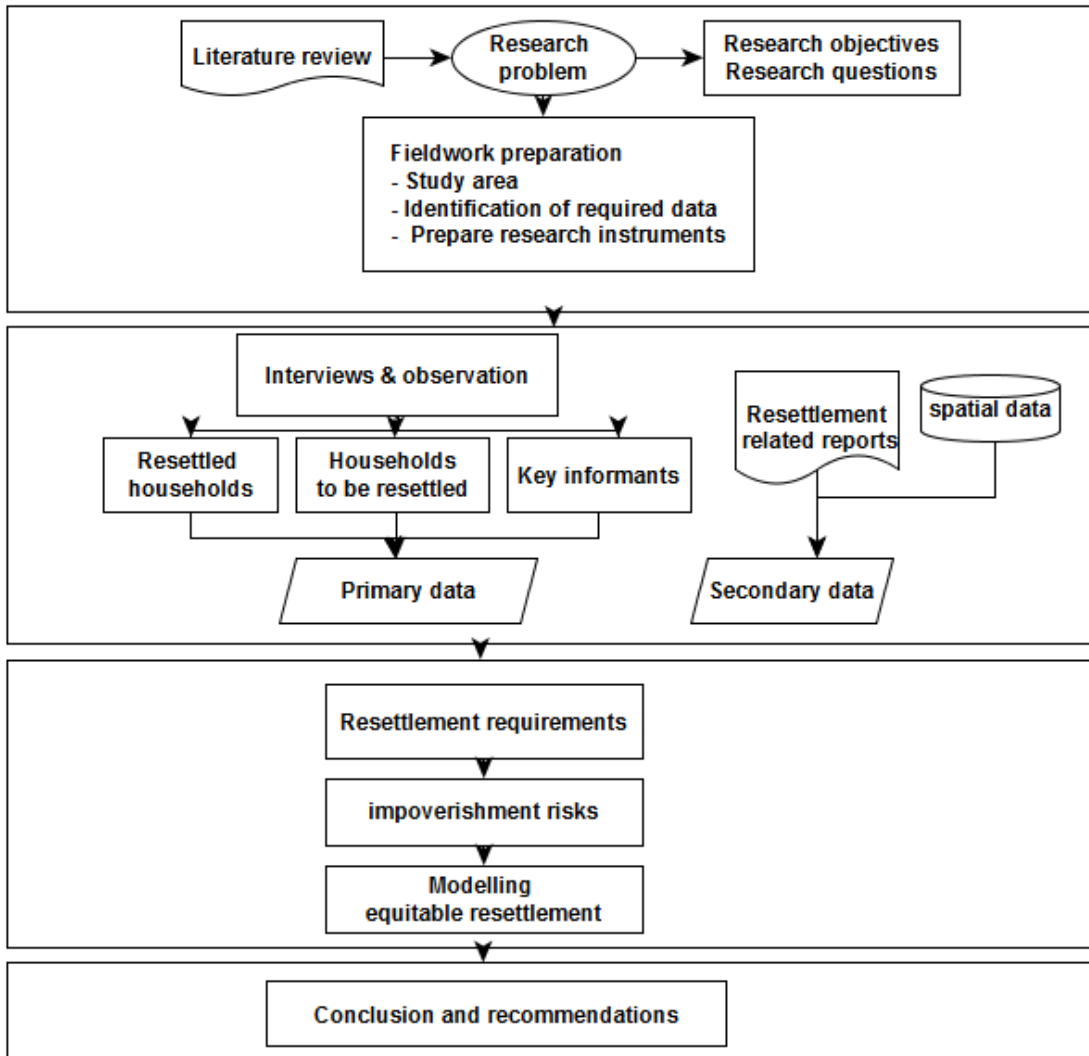 Literature review
Research
problem
Research objectives
Research questions
Fieldwork preparation
- Study area
- Identification of required data
- Prepare research instruments
Interviews & observation
Resettled
households
Households
to be resettled
Key informants
Resettlement
related reports
spatial data
Primary data
Secondary data
Resettlement requirements
impoverishment risks
Modelling
equitable resettlement
Conclusion and recommendations